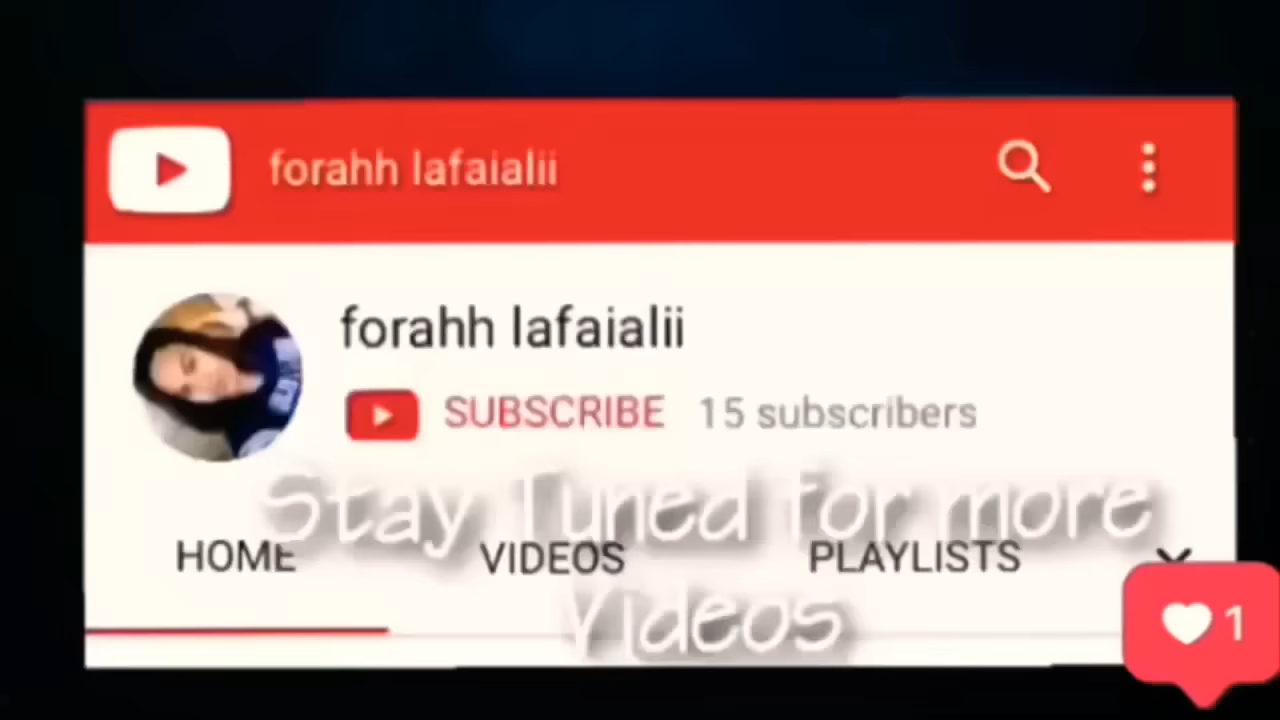 forahh lafaialii
forahh lafaialii
SUBSCRIBE 15 subscribers
Stay Tuned for more
HOME VIDEOS PLAYLISTS
Videos
1